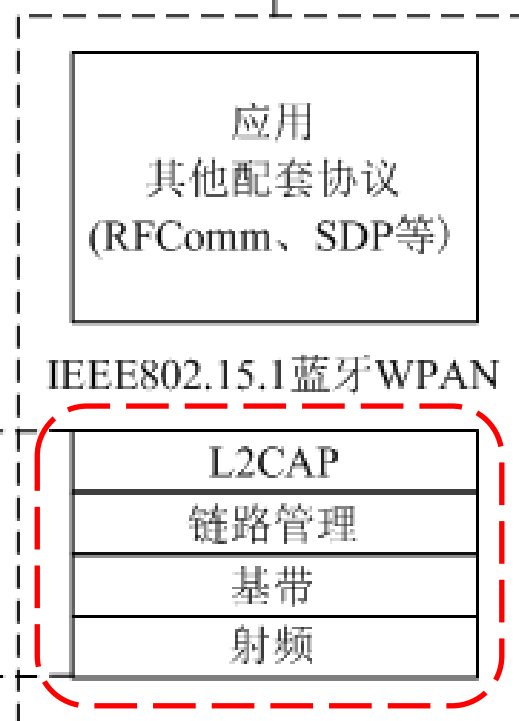 应用
其他配套协议
(RFComm、SDP等)
IEEE802.15.1蓝牙WPAN
L2CAP
链路管理
基带
射频